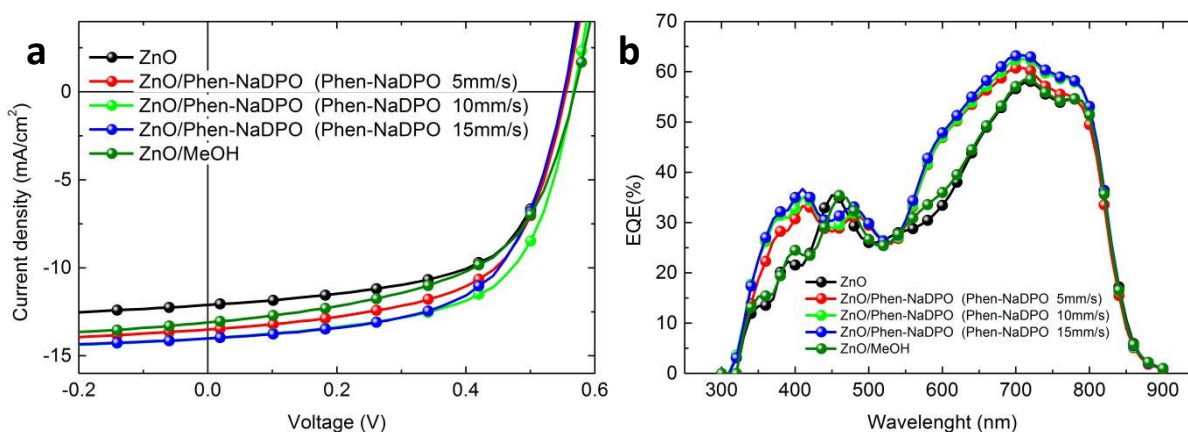 a
ZnO
ZnO/Phen-NaDPO (Phen-NaDPO 5mm/s)
ZnO/Phen-NaDPO (Phen-NaDPO 10mm/s)
ZnO/Phen-NaDPO (Phen-NaDPO 15mm/s)
ZnO/MeOH
Current density (mA/cm²)
0
-5
-10
-15
-0.2 0.0 0.2 0.4 0.6
Voltage (V)
b
ZnO
ZnO/Phen-NaDPO (Phen-NaDPO 5mm/s)
ZnO/Phen-NaDPO (Phen-NaDPO 10mm/s)
ZnO/Phen-NaDPO (Phen-NaDPO 15mm/s)
ZnO/MeOH
EQE(%)
70
60
50
40
30
20
10
0
300 400 500 600 700 800 900
Wavelenght (nm)